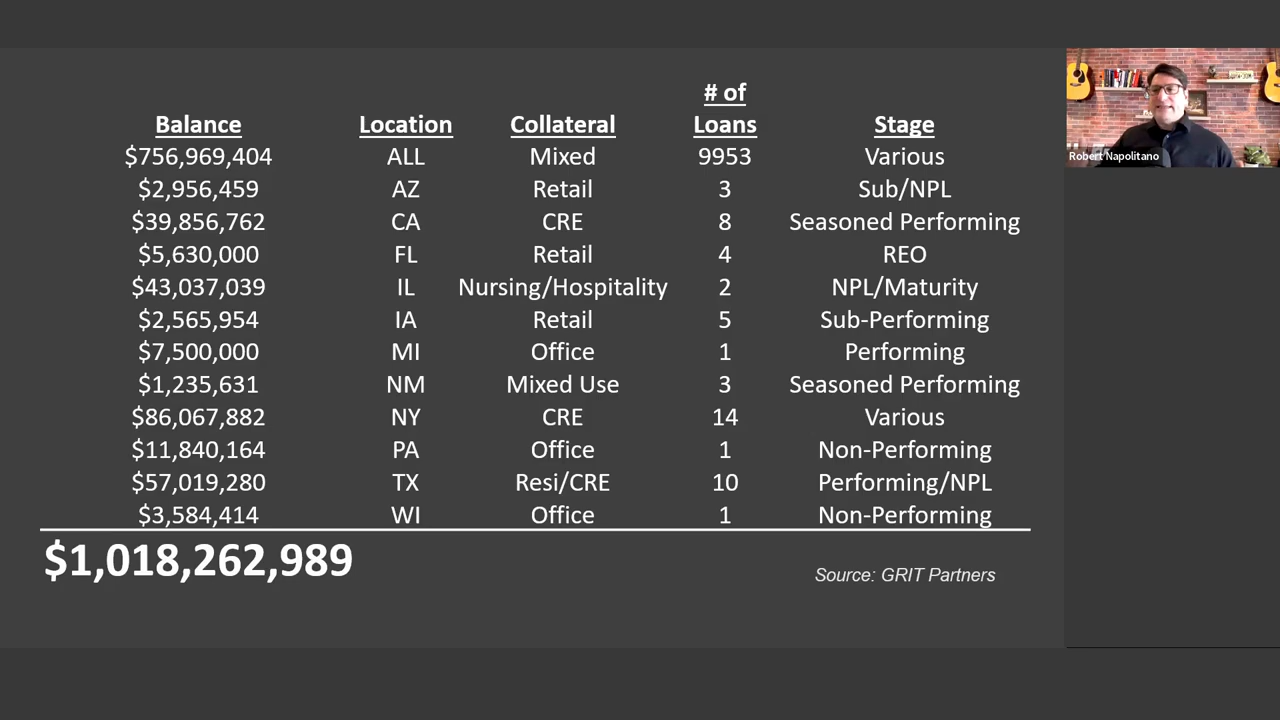 # of
Balance Location Collateral Loans Stage
$756,969,404 ALL Mixed 9953 Various
$2,956,459 AZ Retail 3 Sub/NPL
$39,856,762 CA CRE 8 Seasoned Performing
$5,630,000 FL Retail 4 REO
$43,037,039 IL Nursing/Hospitality 2 NPL/Maturity
$2,565,954 IA Retail 5 Sub-Performing
$7,500,000 MI Office 1 Performing
$1,235,631 NM Mixed Use 3 Seasoned Performing
$86,067,882 NY CRE 14 Various
$11,840,164 PA Office 1 Non-Performing
$57,019,280 TX Resi/CRE 10 Performing/NPL
$3,584,414 WI Office 1 Non-Performing
$1,018,262,989
Source: GRIT Partners
Robert Napolitano